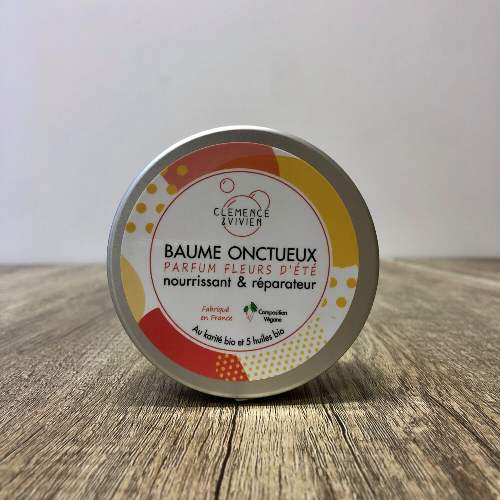 CLEMENCE
& VIVIEN
BAUME ONCTUEUX
PARFUM FLEURS D'ÉTÉ
nourrissant & réparateur
Fabriqué
en France
Composition
Végane
Au karité bio et 5 huiles bio